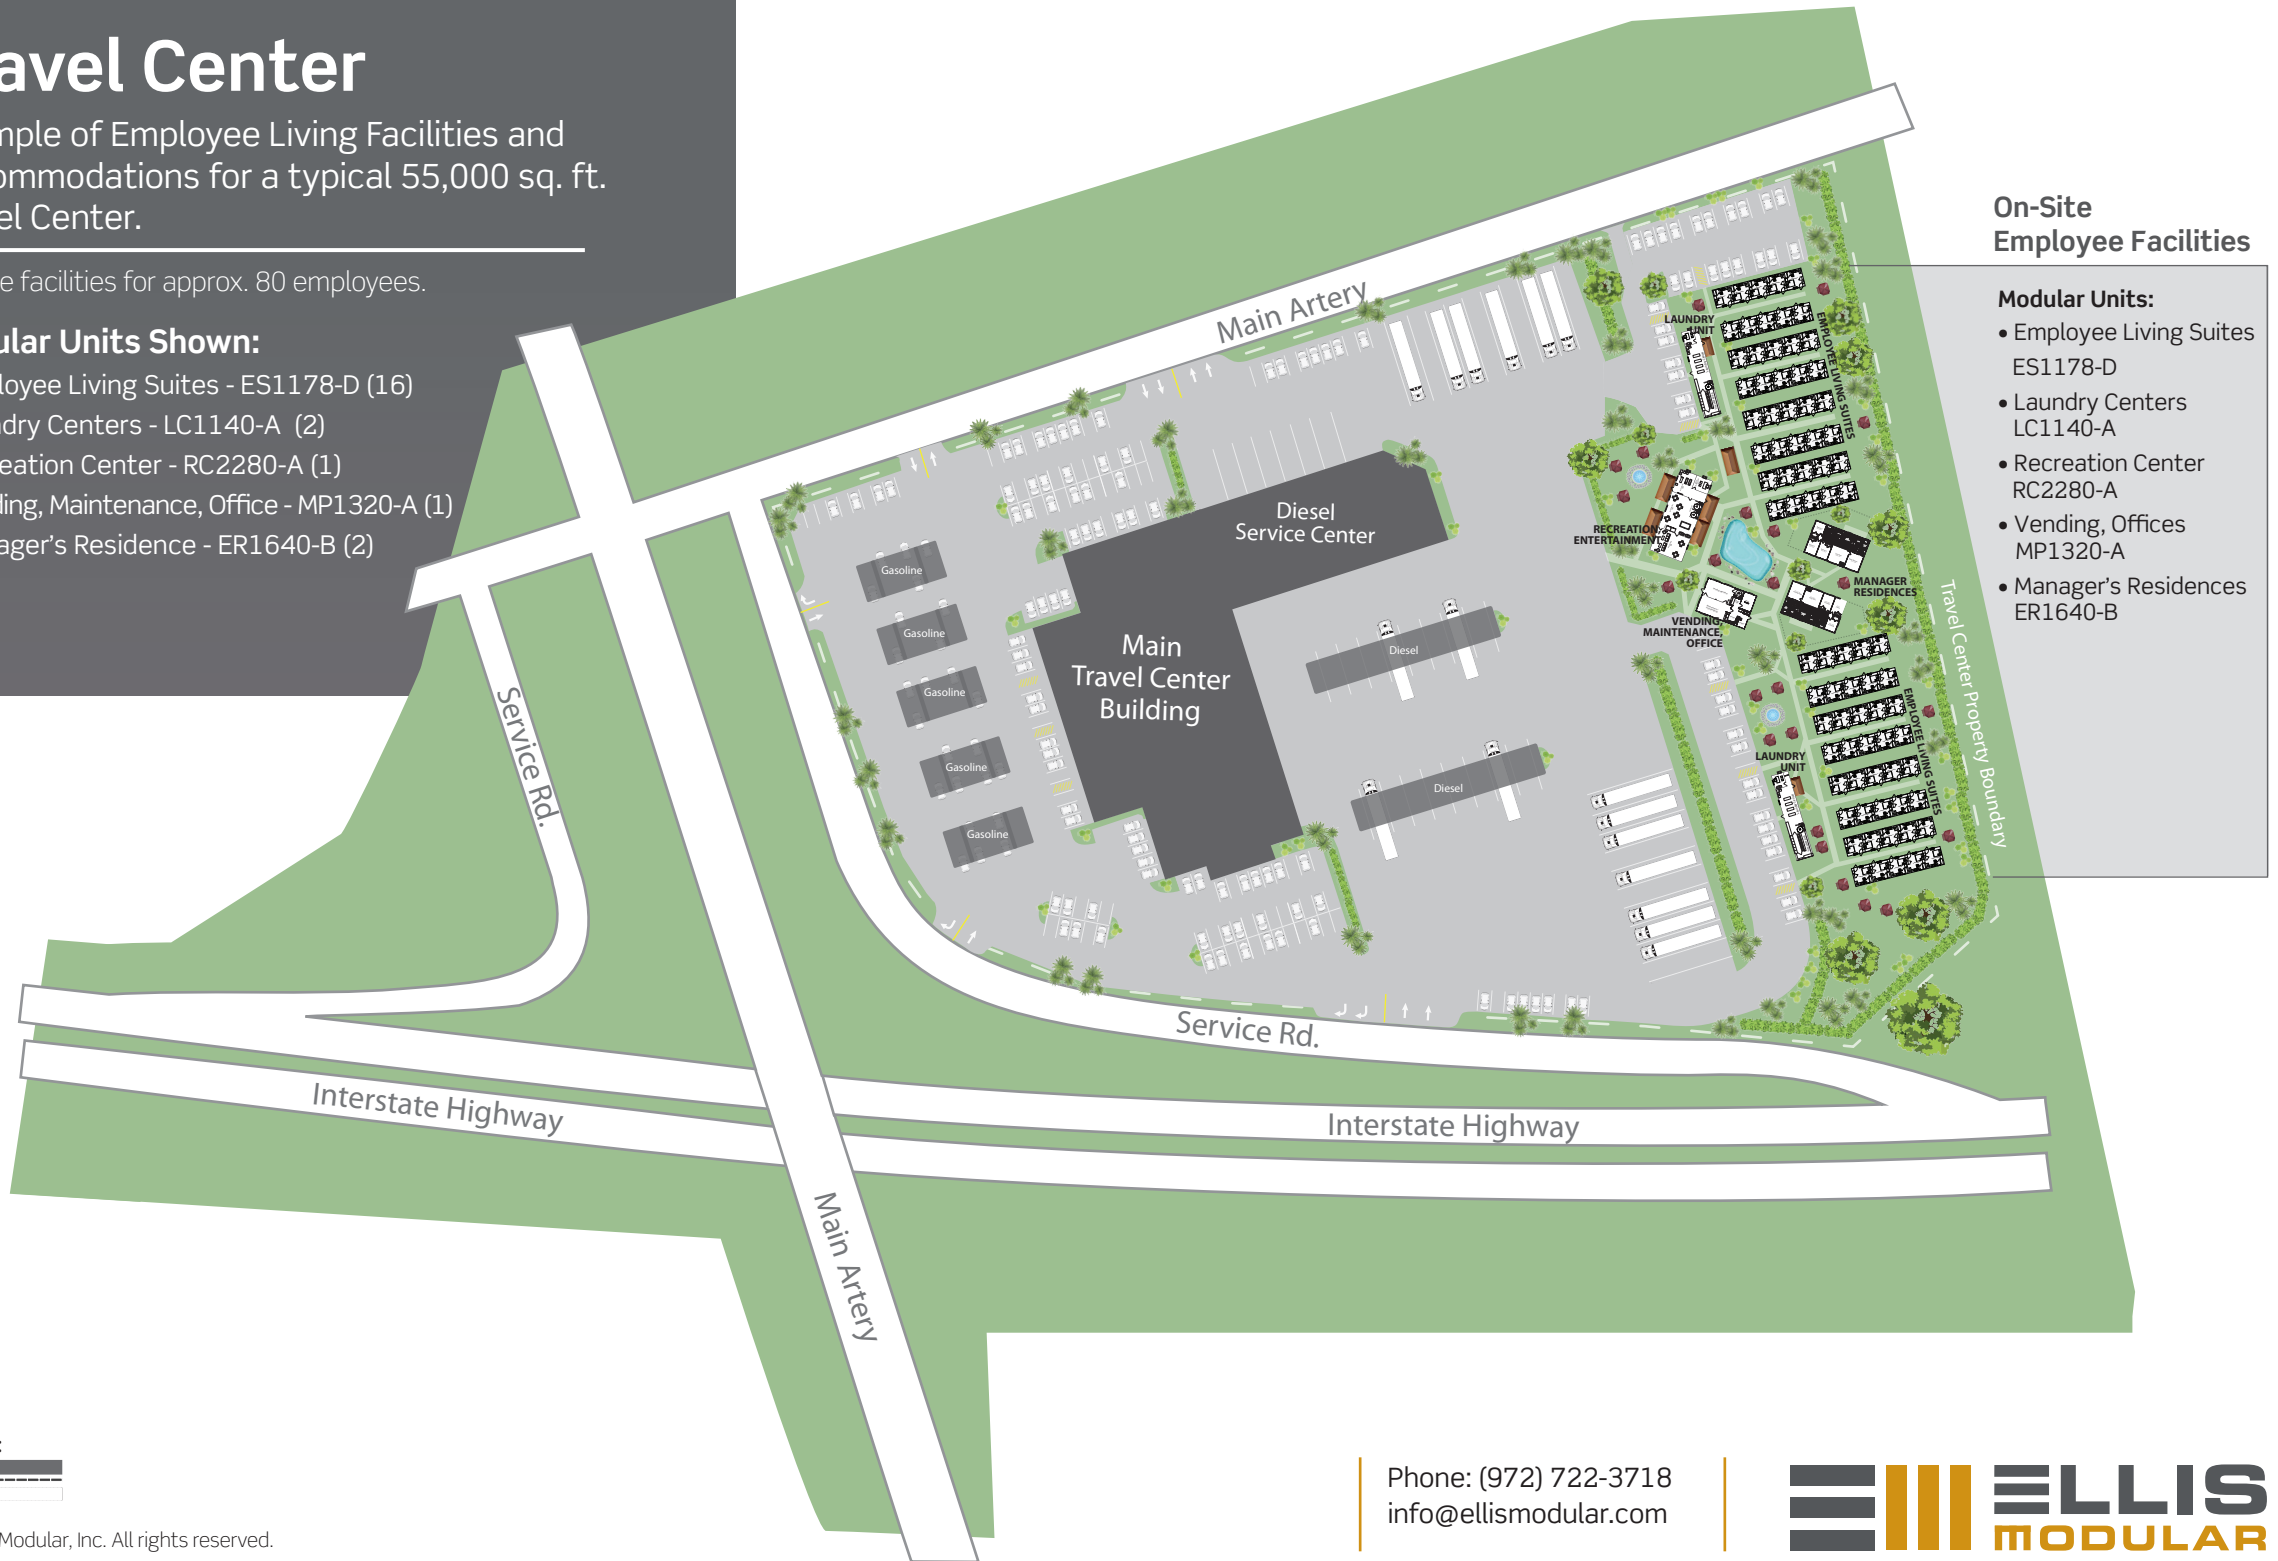 avel Center
mple of Employee Living Facilities and
ommodations for a typical 55,000 sq. ft.
el Center.
e facilities for approx. 80 employees.
ular Units Shown:
loyee Living Suites - ES1178-D (16)
ndry Centers - LC1140-A (2)
reation Center - RC2280-A (1)
ding, Maintenance, Office - MP1320-A (1)
ager's Residence - ER1640-B (2)
On-Site
Employee Facilities
Modular Units:
• Employee Living Suites
ES1178-D
• Laundry Centers
LC1140-A
• Recreation Center
RC2280-A
• Vending, Offices
MP1320-A
• Manager's Residences
ER1640-B
Main Artery
LAUNDRY
UNIT
EMPLOYEE LIVING SUITES
RECREATION,
ENTERTAINMENT
MANAGER
RESIDENCES
VENDING,
MAINTENANCE,
OFFICE
LAUNDRY
UNIT
EMPLOYEE LIVING SUITES
Travel Center Property Boundary
Diesel
Service Center
Main
Travel Center
Building
Gasoline
Gasoline
Gasoline
Gasoline
Gasoline
Diesel
Diesel
Service Rd.
Service Rd.
Interstate Highway
Interstate Highway
Main Artery
:
Modular, Inc. All rights reserved.
Phone: (972) 722-3718
info@ellismodular.com
ELLIS
MODULAR